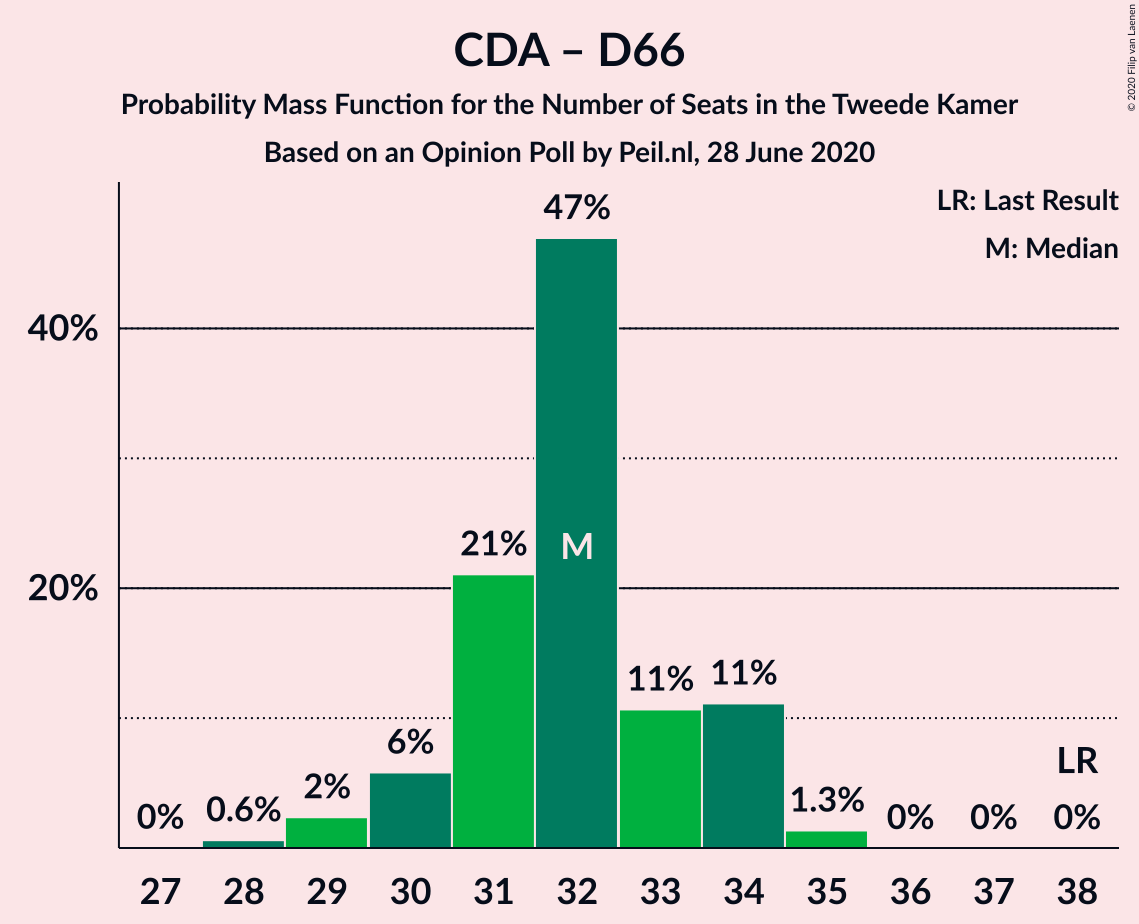 CDA – D66
Probability Mass Function for the Number of Seats in the Tweede Kamer
Based on an Opinion Poll by Peil.nl, 28 June 2020
© 2020 Filip van Laenen
LR: Last Result
M: Median
40%
20%
0%
0.6%
2%
6%
21%
47%
M
11%
11%
1.3%
0%
0%
LR
0%
27 28 29 30 31 32 33 34 35 36 37 38